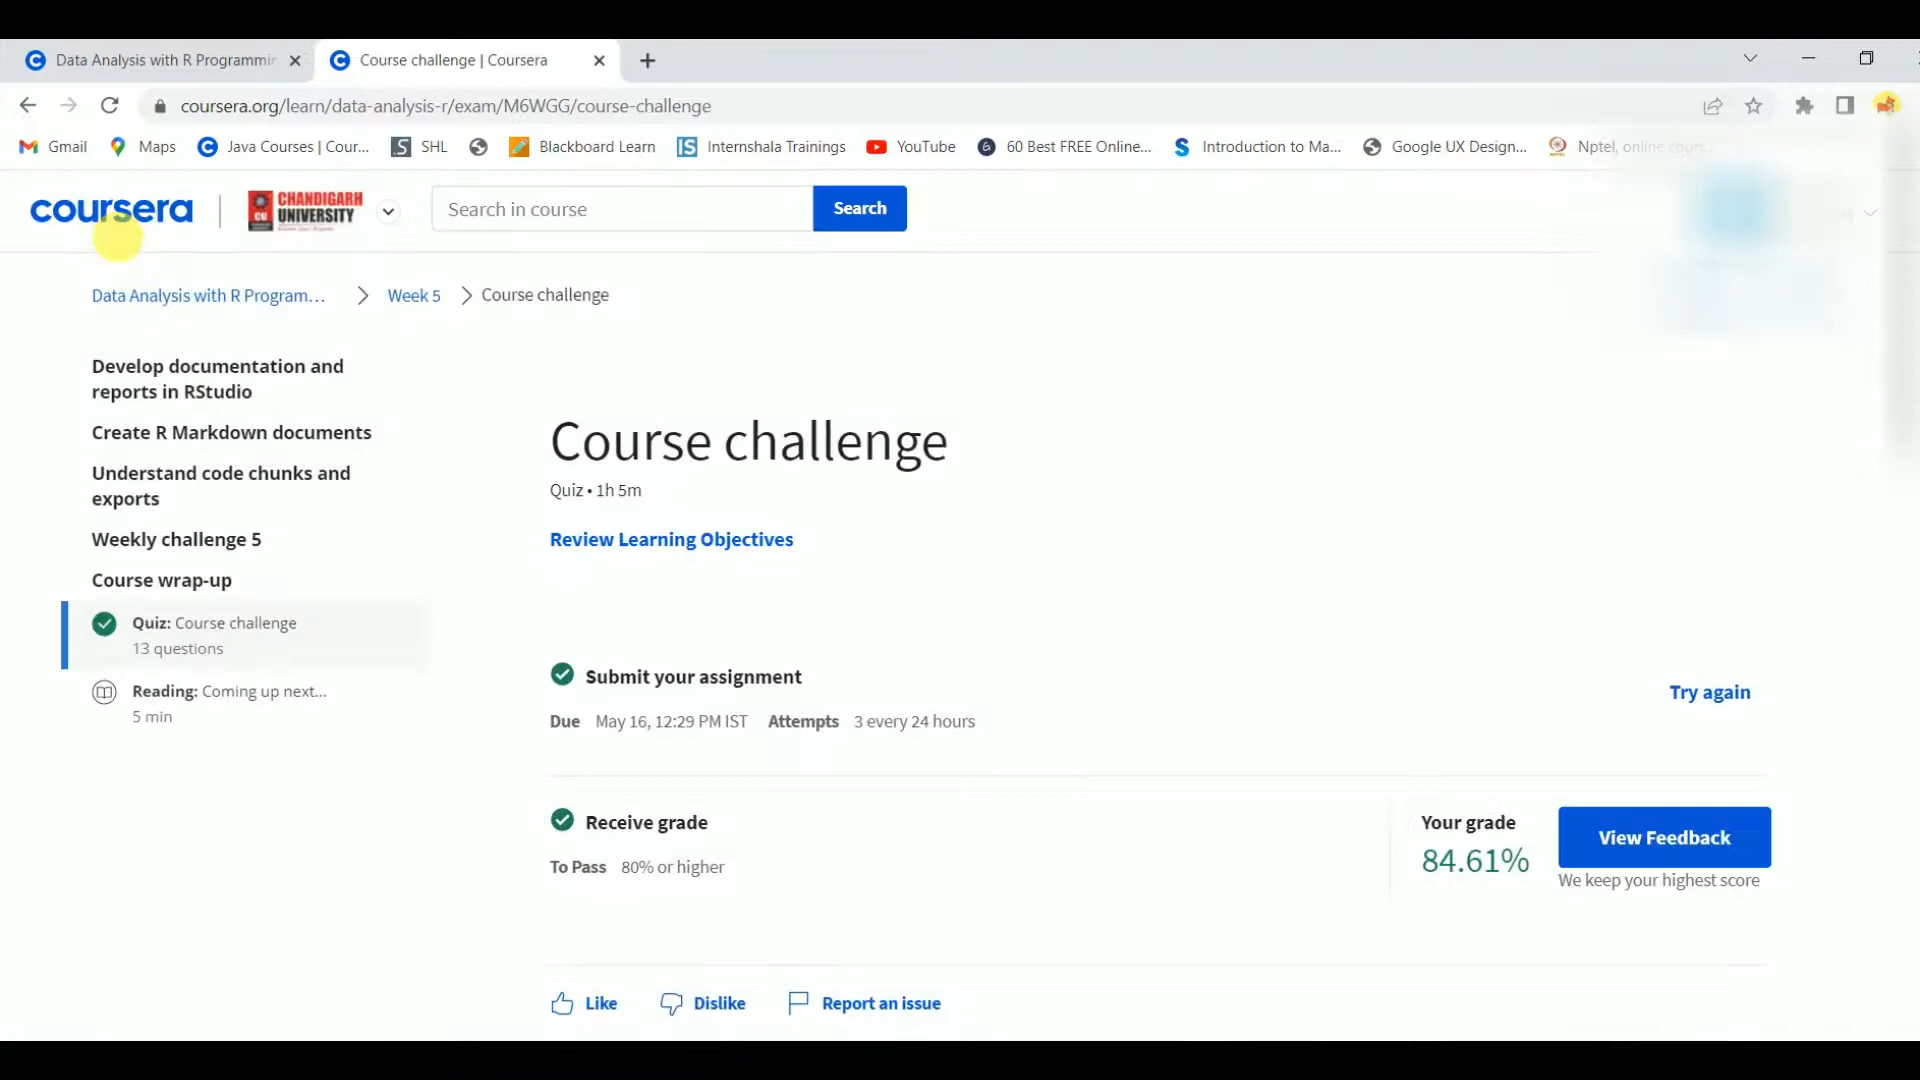 Data Analysis with R Programmin
Course challenge | Coursera
coursera.org/learn/data-analysis-r/exam/M6WGG/course-challenge
Gmail
Maps
Java Courses | Cour...
SHL
Blackboard Learn
Internshala Trainings
YouTube
60 Best FREE Online...
Introduction to Ma...
Google UX Design...
Nptel, online cours...
coursera
CU
CHANDIGARH
UNIVERSITY
Search in course
Search
Data Analysis with R Program...
Week 5
Course challenge
Develop documentation and
reports in RStudio
Create R Markdown documents
Understand code chunks and
exports
Weekly challenge 5
Course wrap-up
Quiz: Course challenge
13 questions
Reading: Coming up next...
5 min
Course challenge
Quiz • 1h 5m
Review Learning Objectives
Submit your assignment
Due May 16, 12:29 PM IST Attempts 3 every 24 hours
Try again
Receive grade
To Pass 80% or higher
Your grade
84.61%
View Feedback
We keep your highest score
Like
Dislike
Report an issue